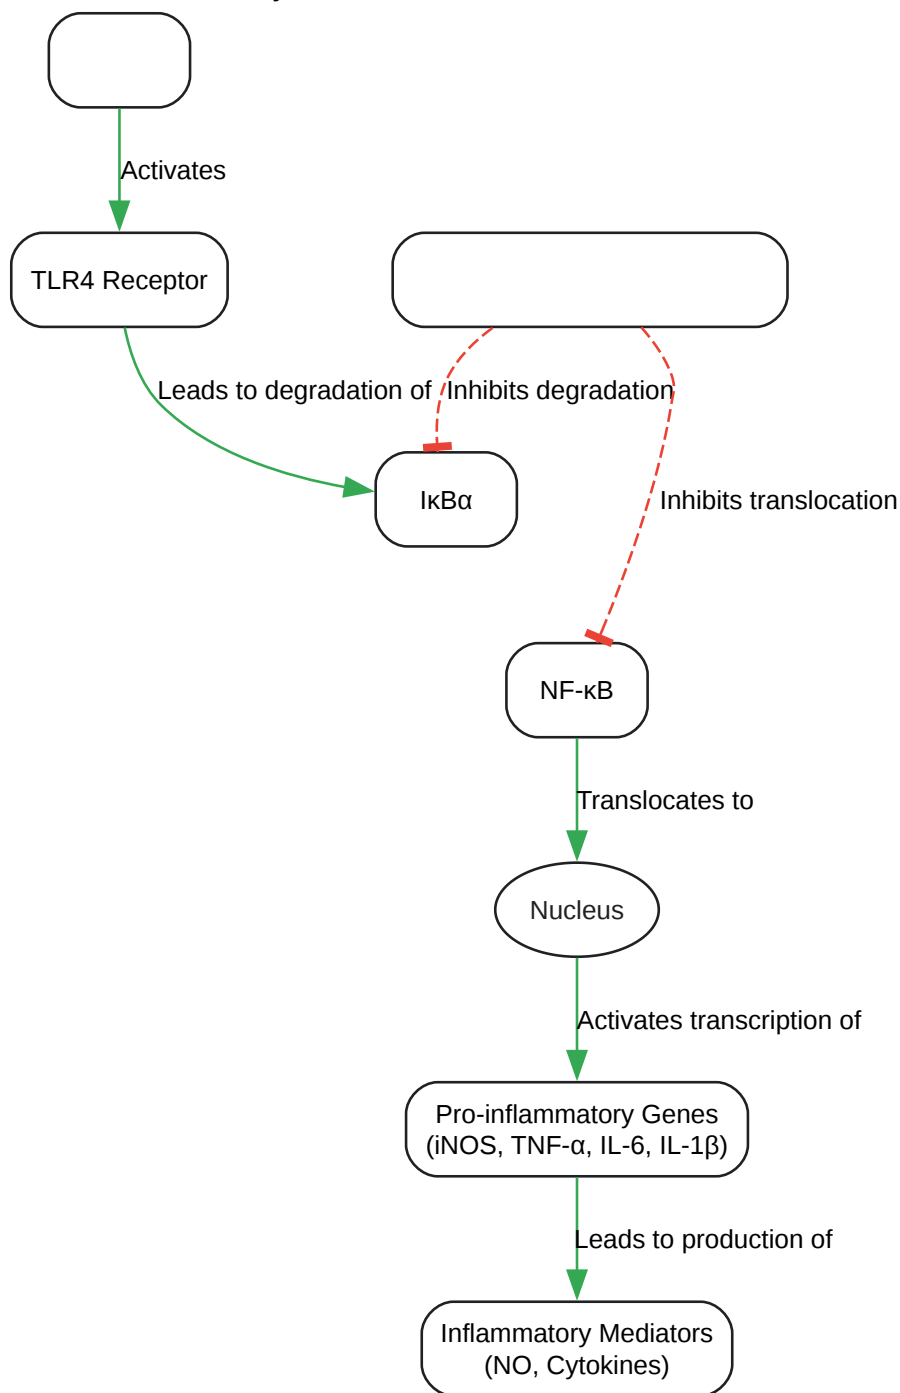 Activates
TLR4 Receptor
Leads to degradation of
Inhibits degradation
IκBα
Inhibits translocation
NF-κB
Translocates to
Nucleus
Activates transcription of
Pro-inflammatory Genes
(iNOS, TNF-α, IL-6, IL-1β)
Leads to production of
Inflammatory Mediators
(NO, Cytokines)